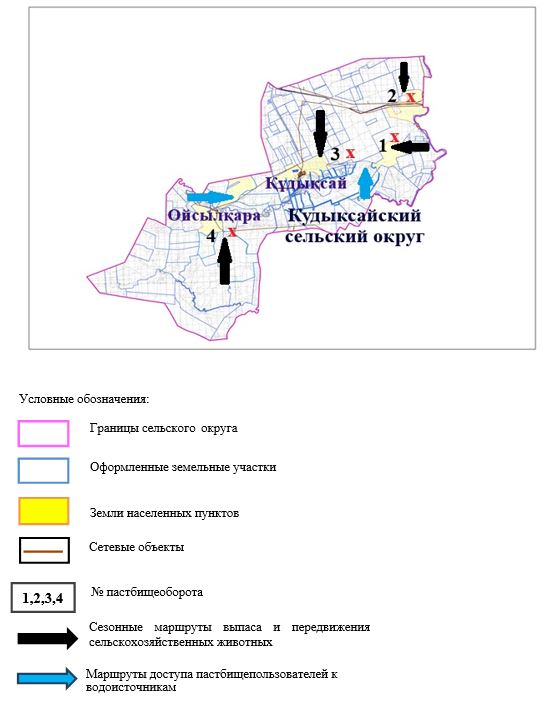 2 x
1 x
3 x
Құдықсай
Ойсылқара
Кудыксайский
сельский округ
4 x
Условные обозначения:
Границы сельского округа
Оформленные земельные участки
Земли населенных пунктов
Сетевые объекты
1,2,3,4
№ пастбищеоборота
Сезонные маршруты выпаса и передвижения
сельскохозяйственных животных
Маршруты доступа пастбищепользователей к
водоисточникам